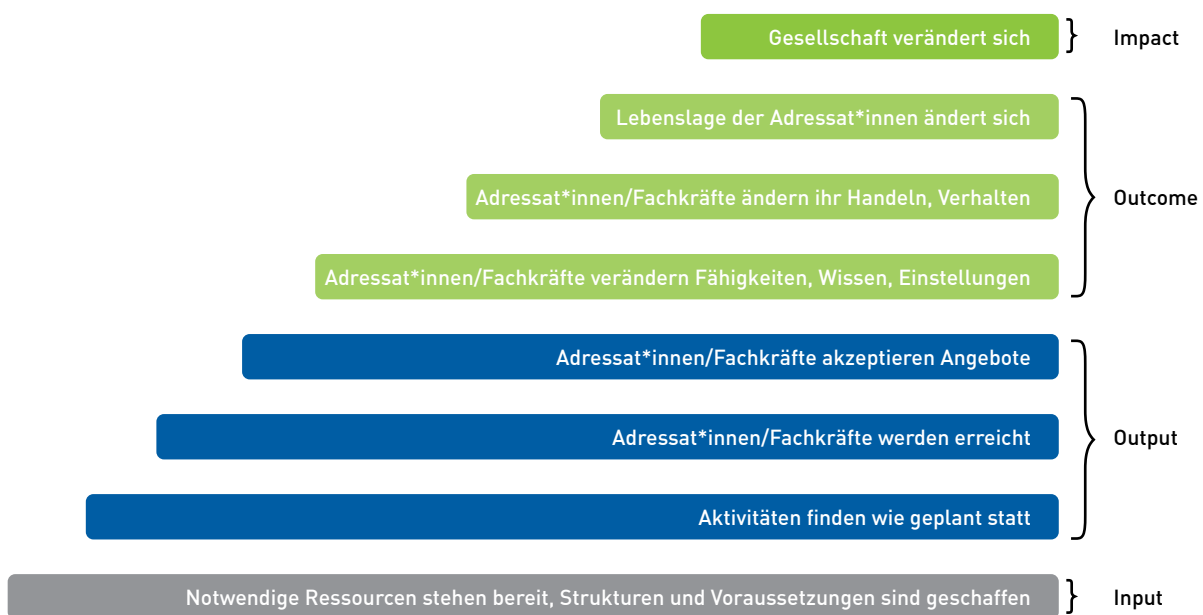 Gesellschaft verändert sich
Impact
Lebenslage der Adressat*innen ändert sich
Adressat*innen/Fachkräfte ändern ihr Handeln, Verhalten
Outcome
Adressat*innen/Fachkräfte verändern Fähigkeiten, Wissen, Einstellungen
Adressat*innen/Fachkräfte akzeptieren Angebote
Adressat*innen/Fachkräfte werden erreicht
Output
Aktivitäten finden wie geplant statt
Notwendige Ressourcen stehen bereit, Strukturen und Voraussetzungen sind geschaffen
Input